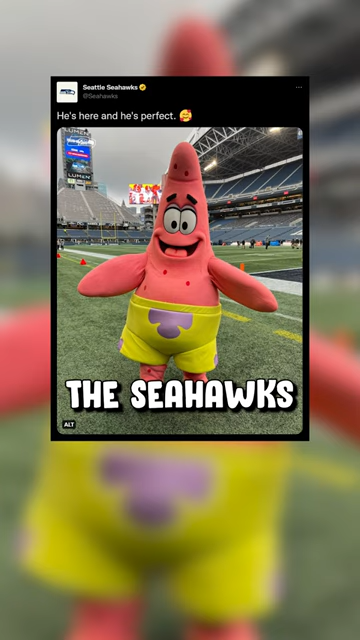 Seattle Seahawks
@Seahawks
He's here and he's perfect. 🥰
LUMEN
THE SEAHAWKS
ALT